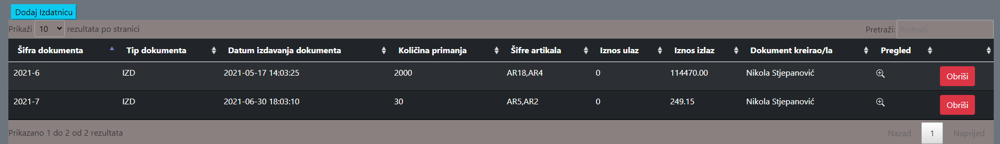 Dodaj Izdatnicu
Prikaži 10 rezultata po stranici Pretraži: Pretraži
Šifra dokumenta Tip dokumenta Datum izdavanja dokumenta Količina primanja Šifre artikala Iznos ulaz Iznos izlaz Dokument kreirao/la Pregled
2021-6 IZD 2021-05-17 14:03:25 2000 AR18,AR4 0 114470.00 Nikola Stjepanović Obriši
2021-7 IZD 2021-06-30 18:03:10 30 AR5,AR2 0 249.15 Nikola Stjepanović Obriši
Prikazano 1 do 2 od 2 rezultata Nazad 1 Naprijed